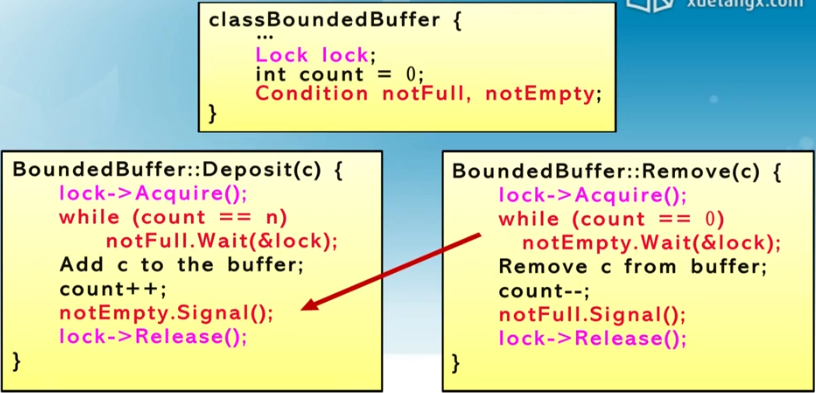 xuetangx.com
classBoundedBuffer {
...
Lock lock;
int count = 0;
Condition notFull, notEmpty;
}
BoundedBuffer::Deposit(c) {
lock->Acquire();
while (count == n)
notFull.Wait(&lock);
Add c to the buffer;
count++;
notEmpty.Signal();
lock->Release();
}
BoundedBuffer::Remove(c) {
lock->Acquire();
while (count == 0)
notEmpty.Wait(&lock);
Remove c from buffer;
count--;
notFull.Signal();
lock->Release();
}